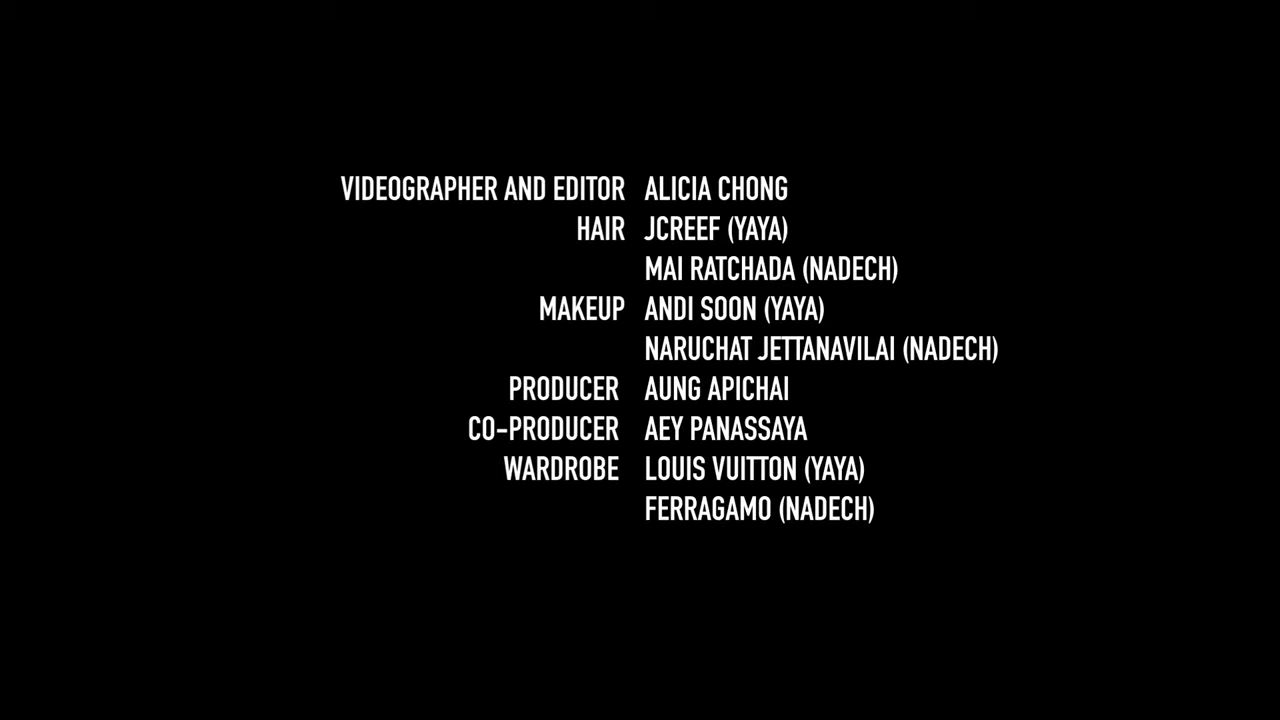 VIDEOGRAPHER AND EDITOR ALICIA CHONG
HAIR JCREEF (YAYA)
MAI RATCHADA (NADECH)
MAKEUP ANDI SOON (YAYA)
NARUCHAT JETTANAVILAI (NADECH)
PRODUCER AUNG APICHAI
CO-PRODUCER AEY PANASSAYA
WARDROBE LOUIS VUITTON (YAYA)
FERRAGAMO (NADECH)